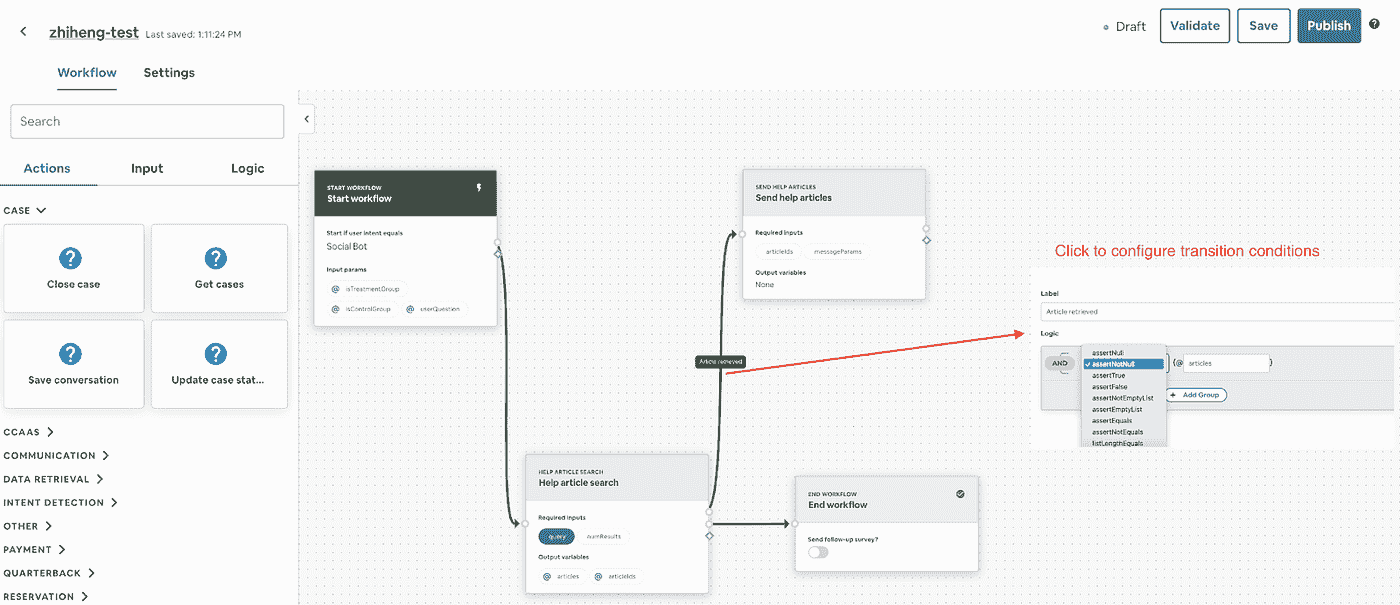 zhiheng-test Last saved: 1:11:24 PM
Draft
Validate
Save
Publish
Workflow
Settings
Search
Actions
Input
Logic
CASE
Close case
Get cases
Save conversation
Update case stat...
CCAAS
COMMUNICATION
DATA RETRIEVAL
INTENT DETECTION
OTHER
PAYMENT
QUARTERBACK
RESERVATION
START WORKFLOW
Start workflow
Start if user intent equals
Social Bot
Input params
@ isTreatmentGroup
@ isControlGroup @ userQuestion
SEND HELP ARTICLES
Send help articles
Required inputs
articleIds messageParams
Output variables
None
Article retrieved
HELP ARTICLE SEARCH
Help article search
Required inputs
query numResults
Output variables
@ articles @ articleIds
END WORKFLOW
End workflow
Send follow-up survey?
Click to configure transition conditions
Label
Article retrieved
Logic
AND
assertNull
✓ assertNotNull
(@ articles )
assertTrue
assertFalse
assertNotEmptyList
+ Add Group
assertEmptyList
assertEquals
assertNotEquals
listLengthEquals